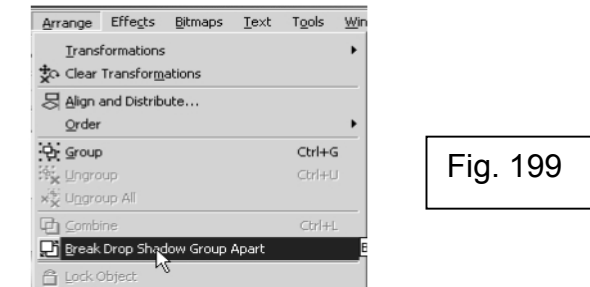 Arrange Effects Bitmaps Text Tools Win
Transformations
Clear Transformations
Align and Distribute...
Order
Group Ctrl+G
Ungroup Ctrl+U
Ungroup All
Combine Ctrl+L
Break Drop Shadow Group Apart
Lock Object
Fig. 199